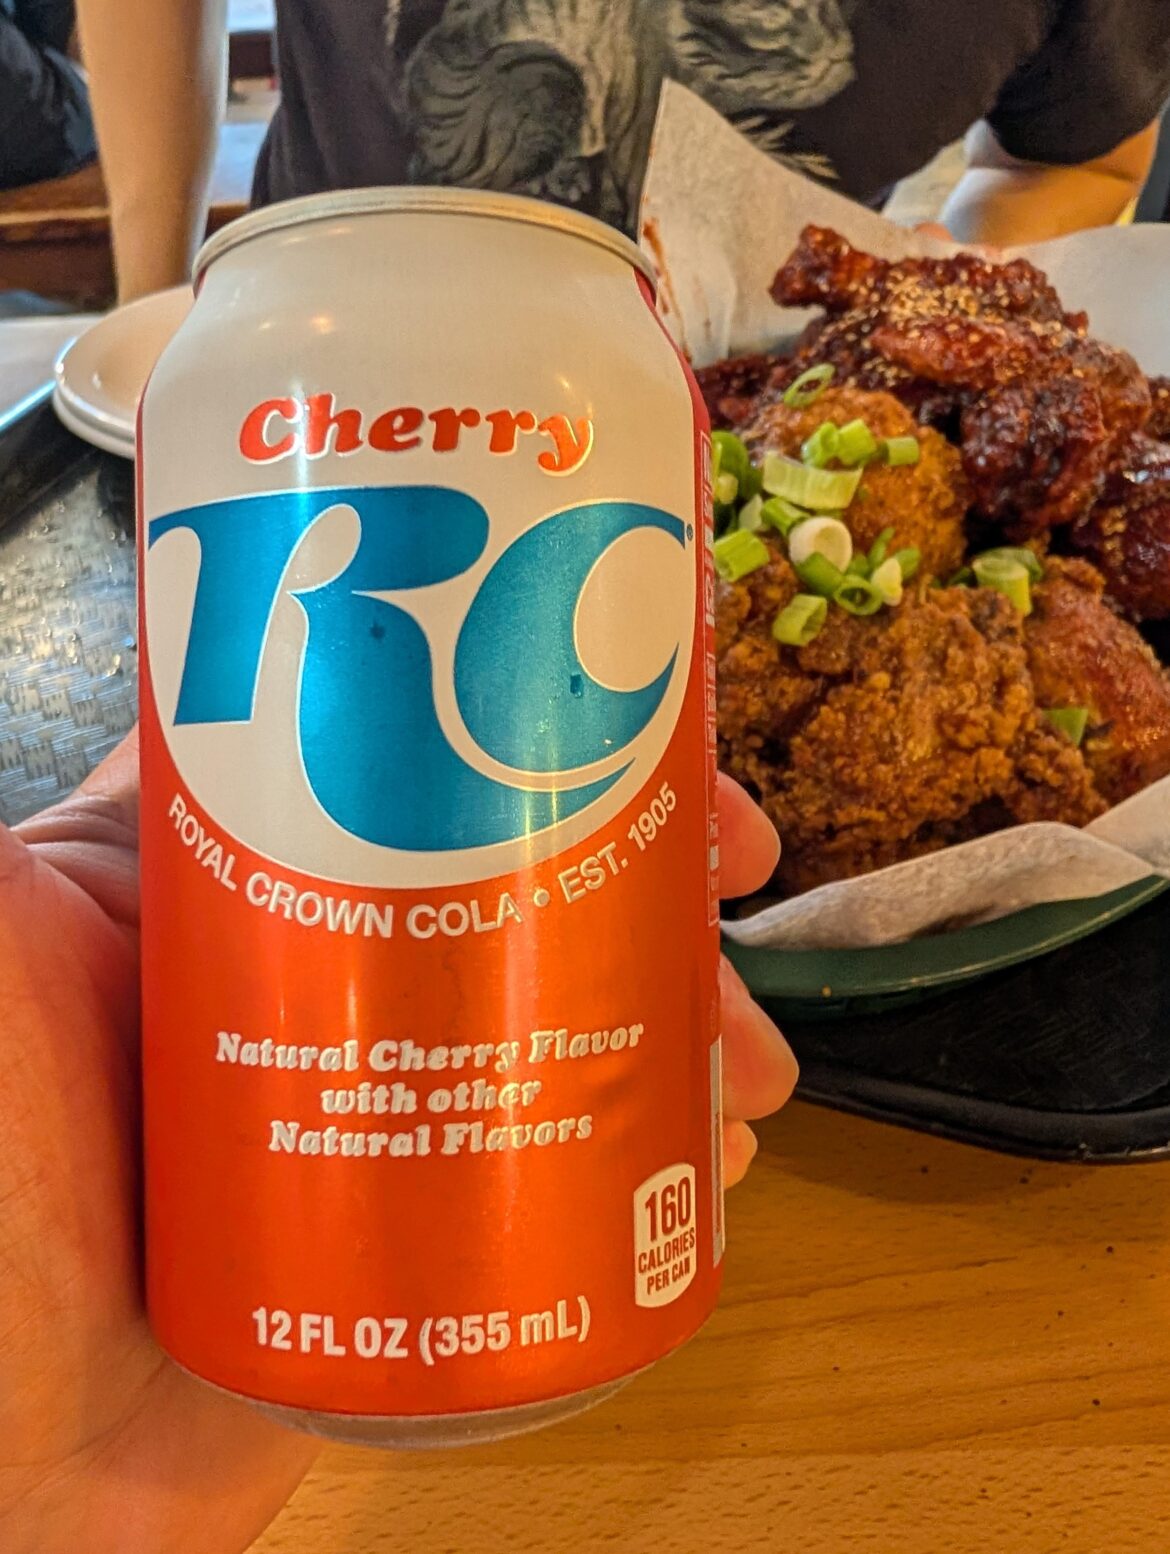 Cherry
RC
ROYAL CROWN COLA • EST. 1905
Natural Cherry Flavor
with other
Natural Flavors
160
CALORIES
PER CAN
12 FL OZ (355 mL)